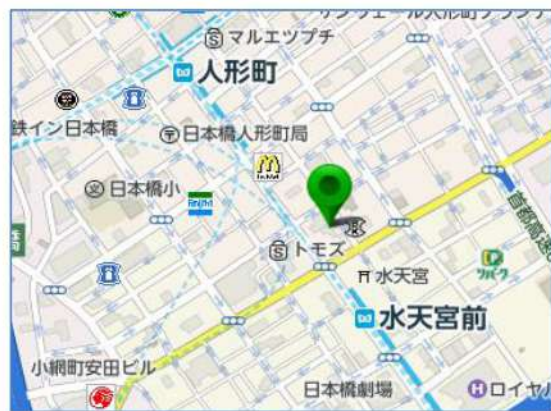 マルエツプチ
人形町
鉄イン日本橋
日本橋人形町局
日本橋小
トモズ
水天宮
水天宮前
小網町安田ビル
日本橋劇場
ロイヤ